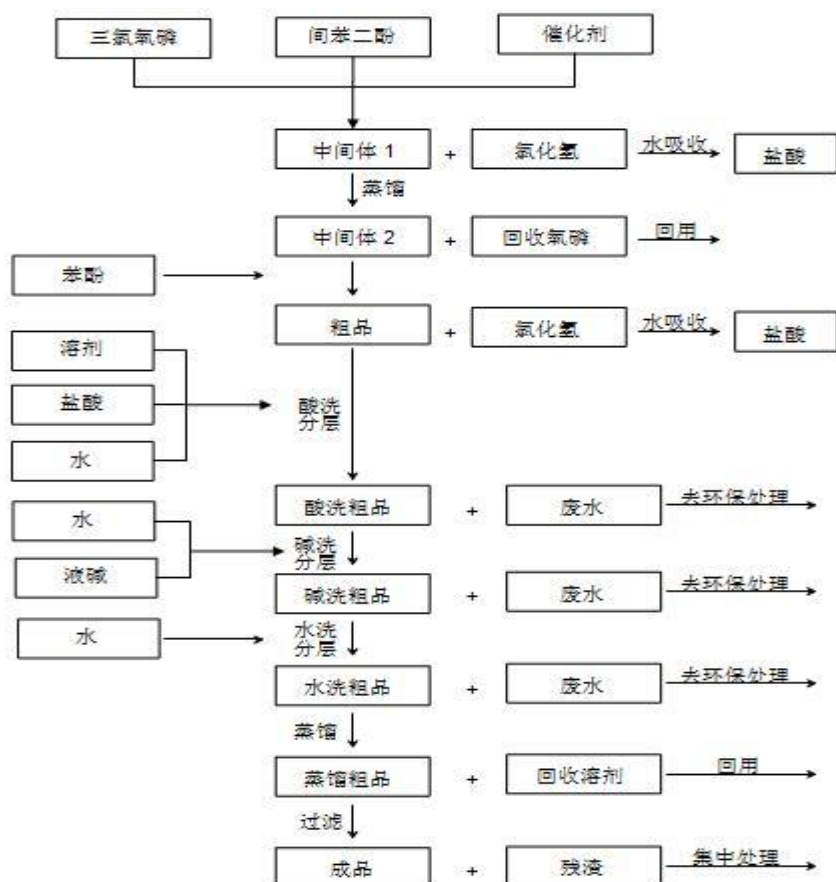 三氯氧磷
间苯二酚
催化剂
中间体 1
+
氯化氢
水吸收
盐酸
蒸馏
中间体 2
+
回收氧磷
回用
苯酚
粗品
+
氯化氢
水吸收
盐酸
溶剂
盐酸
水
酸洗
分层
酸洗粗品
+
废水
去环保处理
水
液碱
碱洗
分层
碱洗粗品
+
废水
去环保处理
水
水洗
分层
水洗粗品
+
废水
去环保处理
蒸馏
蒸馏粗品
+
回收溶剂
回用
过滤
成品
+
残渣
集中处理